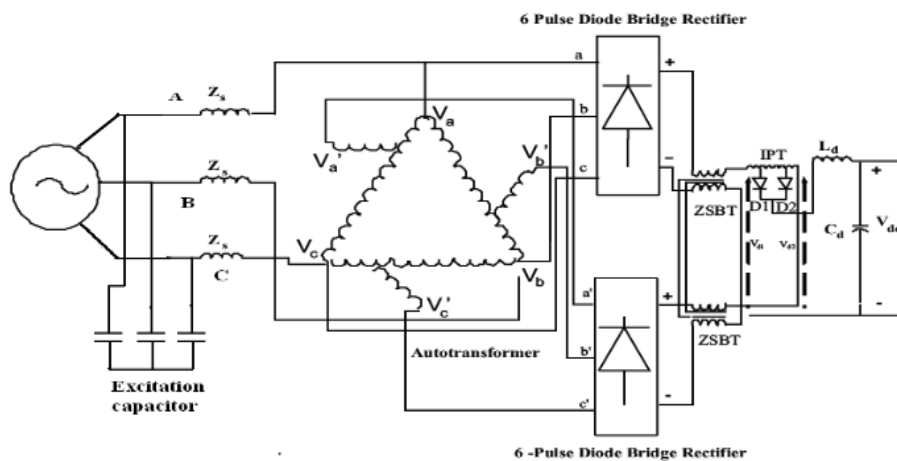 6 Pulse Diode Bridge Rectifier
A
Zs
a
Va
b
+
Va'
Vb'
IPT
Ld
Zs
c
-
+
B
ZSBT
D1
D2
Vd1
Vd2
Cd
Vdc
Zs
Vc
C
Vb
a'
+
-
Vc'
Autotransformer
b'
ZSBT
Excitation
capacitor
c'
-
6 -Pulse Diode Bridge Rectifier